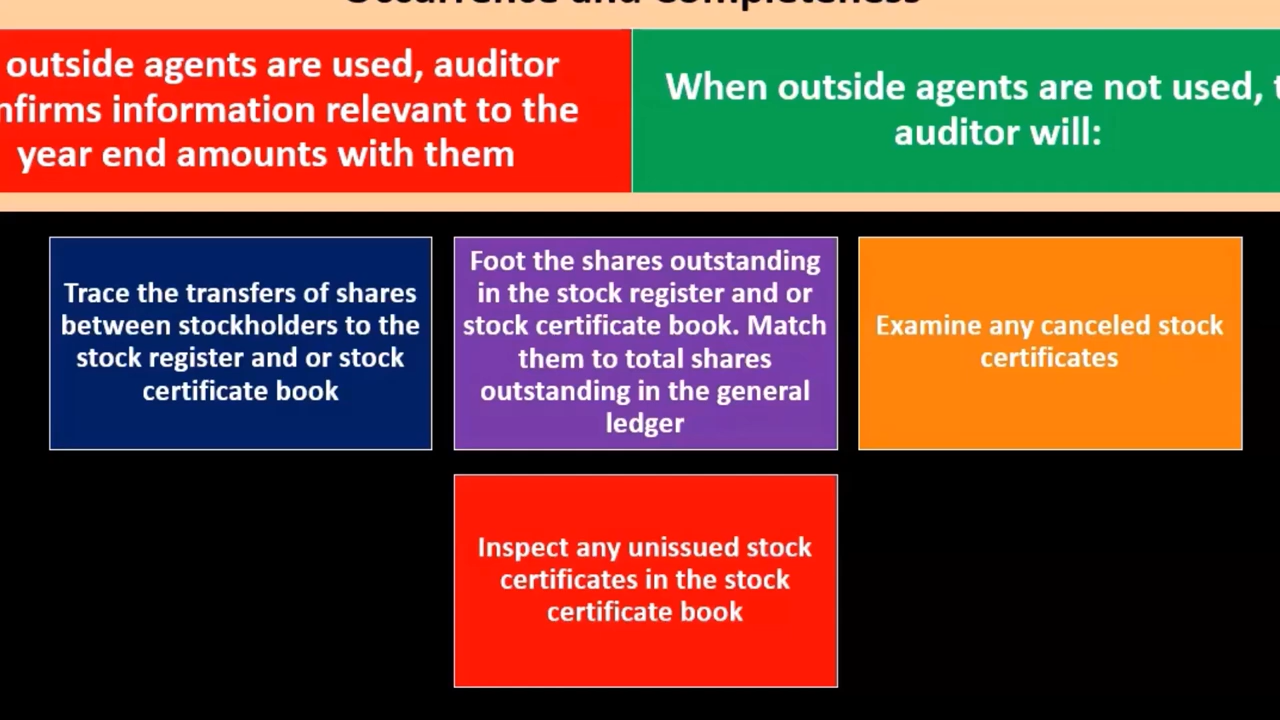 Occurrence and Completeness
outside agents are used, auditor
nfirms information relevant to the
year end amounts with them
When outside agents are not used, t
auditor will:
Trace the transfers of shares
between stockholders to the
stock register and or stock
certificate book
Foot the shares outstanding
in the stock register and or
stock certificate book. Match
them to total shares
outstanding in the general
ledger
Examine any canceled stock
certificates
Inspect any unissued stock
certificates in the stock
certificate book